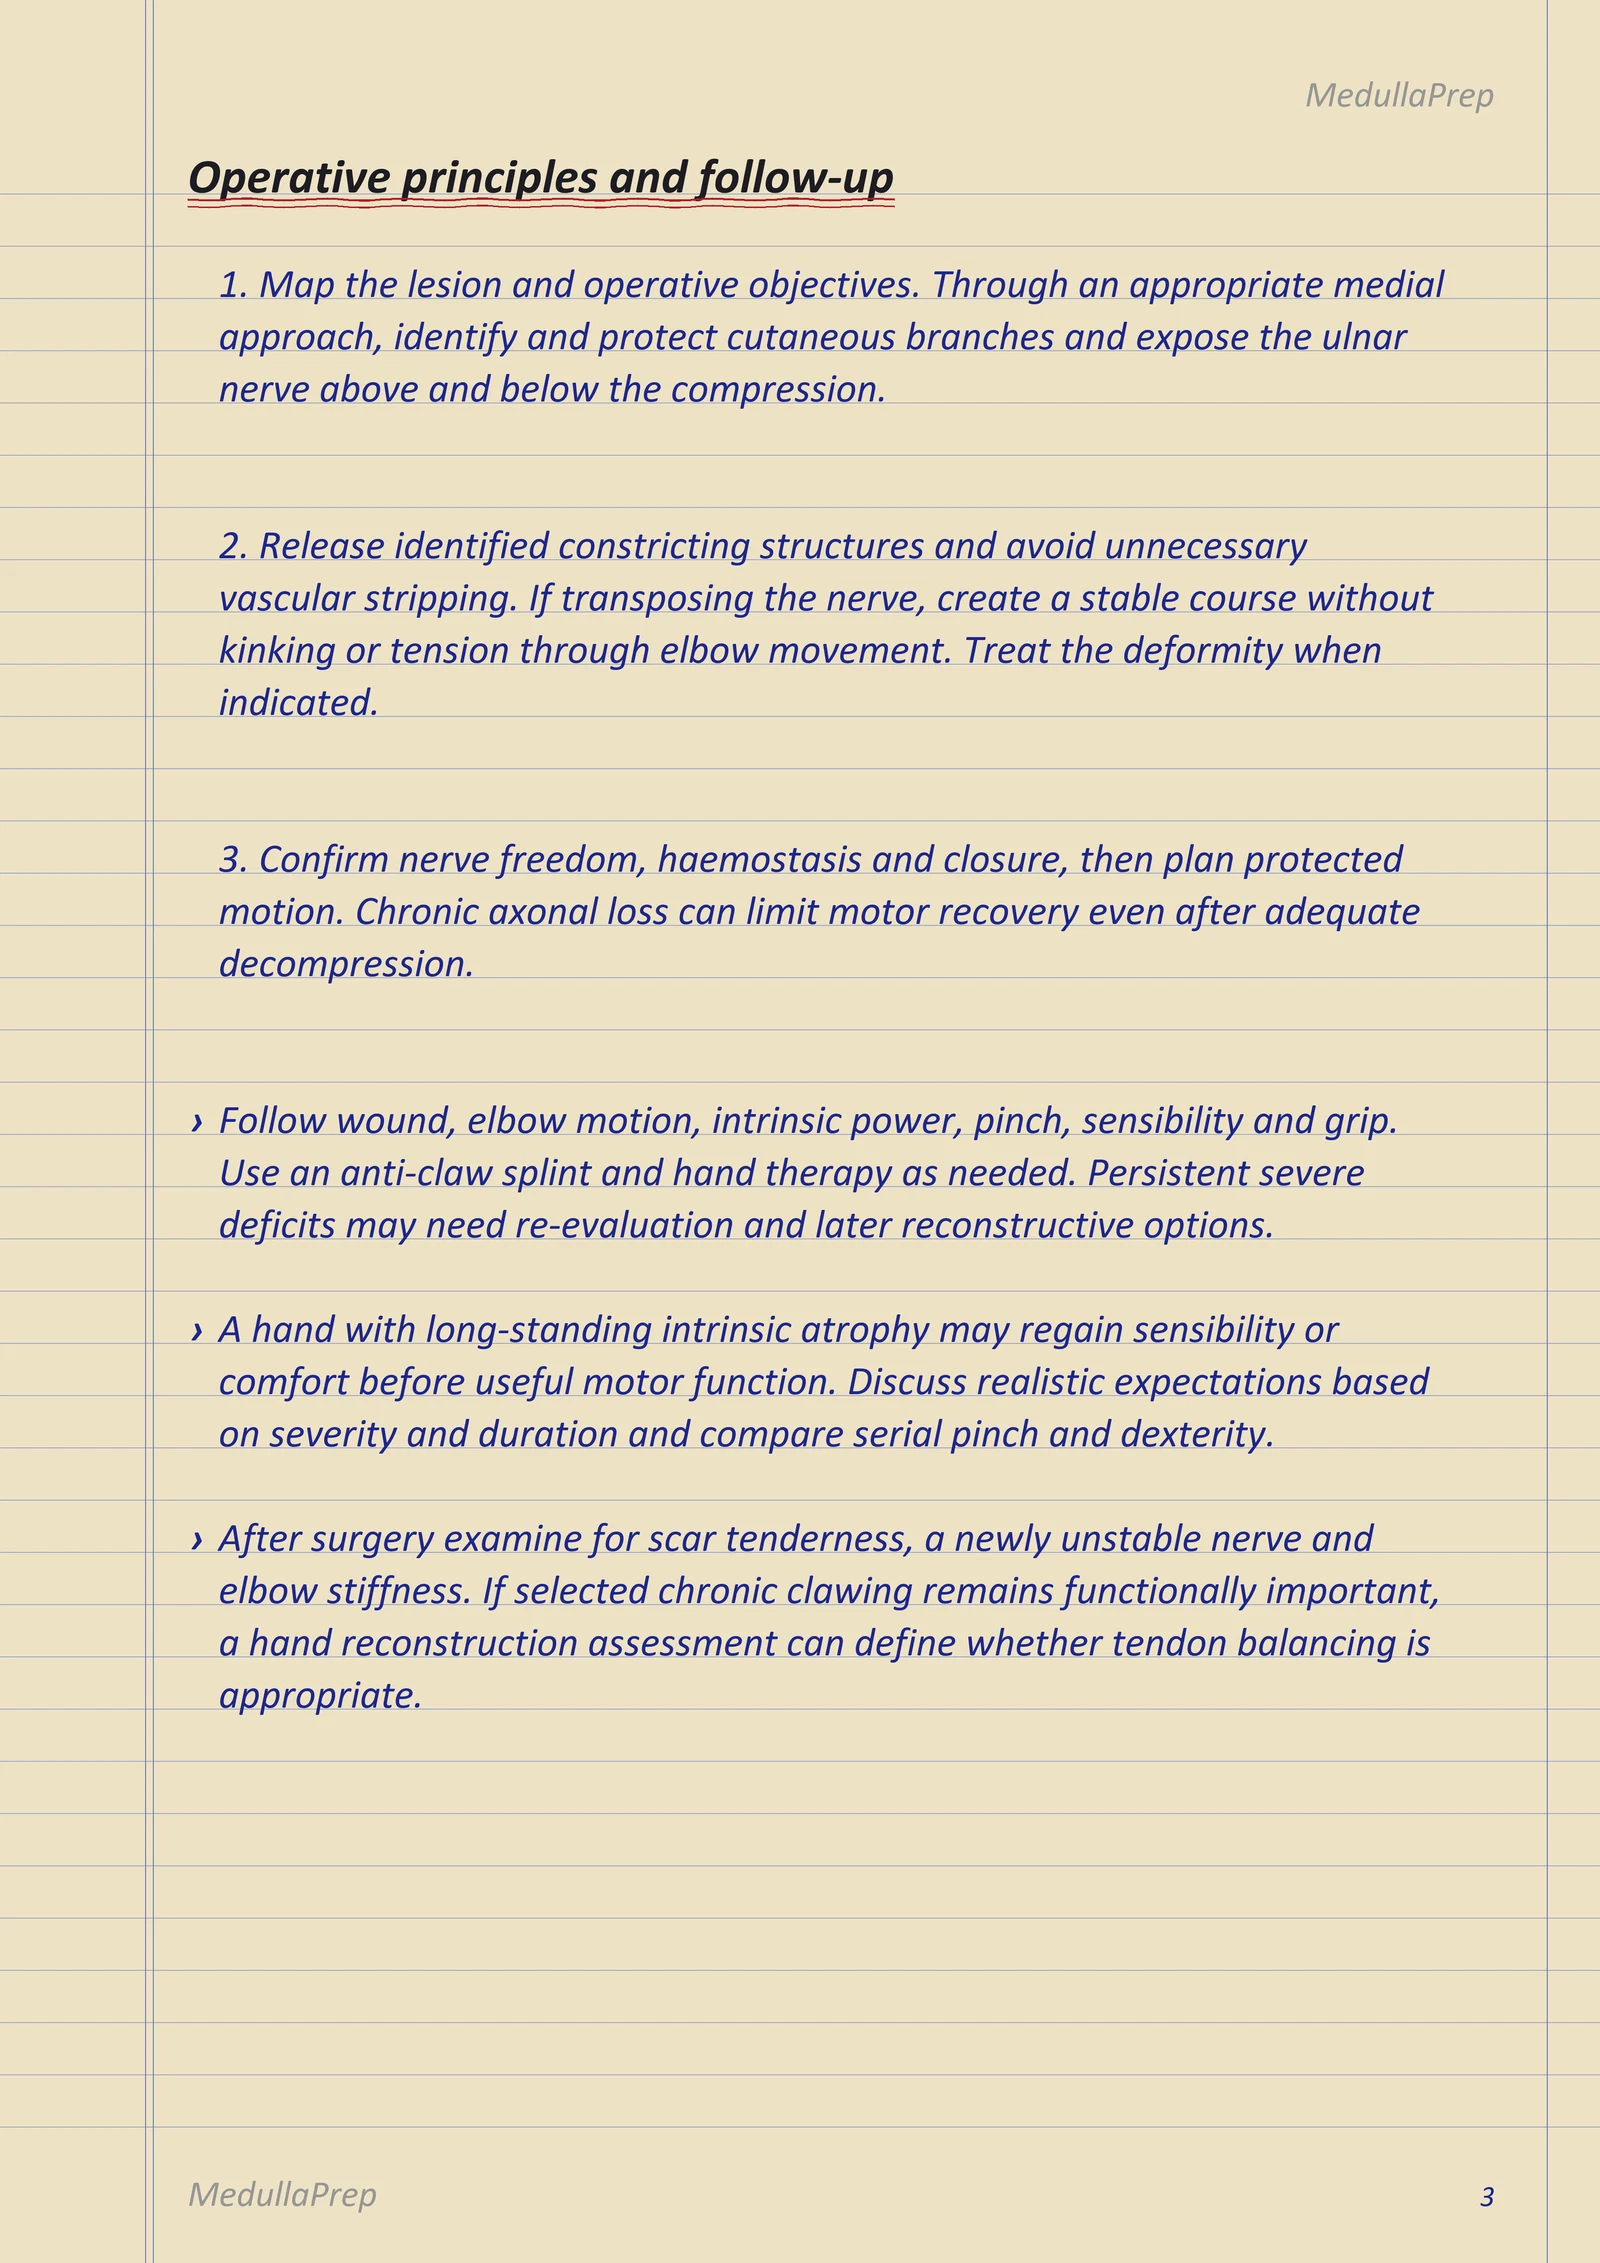 MedullaPrep
Operative principles and follow-up
1. Map the lesion and operative objectives. Through an appropriate medial
approach, identify and protect cutaneous branches and expose the ulnar
nerve above and below the compression.
2. Release identified constricting structures and avoid unnecessary
vascular stripping. If transposing the nerve, create a stable course without
kinking or tension through elbow movement. Treat the deformity when
indicated.
3. Confirm nerve freedom, haemostasis and closure, then plan protected
motion. Chronic axonal loss can limit motor recovery even after adequate
decompression.
› Follow wound, elbow motion, intrinsic power, pinch, sensibility and grip.
Use an anti-claw splint and hand therapy as needed. Persistent severe
deficits may need re-evaluation and later reconstructive options.
› A hand with long-standing intrinsic atrophy may regain sensibility or
comfort before useful motor function. Discuss realistic expectations based
on severity and duration and compare serial pinch and dexterity.
› After surgery examine for scar tenderness, a newly unstable nerve and
elbow stiffness. If selected chronic clawing remains functionally important,
a hand reconstruction assessment can define whether tendon balancing is
appropriate.
MedullaPrep
3